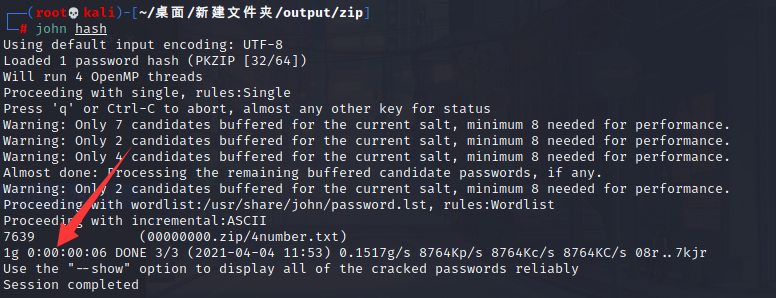 (root💀kali)-[~/桌面/新建文件夹/output/zip]
# john hash
Using default input encoding: UTF-8
Loaded 1 password hash (PKZIP [32/64])
Will run 4 OpenMP threads
Proceeding with single, rules:Single
Press 'q' or Ctrl-C to abort, almost any other key for status
Warning: Only 7 candidates buffered for the current salt, minimum 8 needed for performance.
Warning: Only 2 candidates buffered for the current salt, minimum 8 needed for performance.
Warning: Only 4 candidates buffered for the current salt, minimum 8 needed for performance.
Almost done: Processing the remaining buffered candidate passwords, if any.
Warning: Only 2 candidates buffered for the current salt, minimum 8 needed for performance.
Proceeding with wordlist:/usr/share/john/password.lst, rules:Wordlist
Proceeding with incremental:ASCII
7639             (00000000.zip/4number.txt)
1g 0:00:00:06 DONE 3/3 (2021-04-04 11:53) 0.1517g/s 8764Kp/s 8764Kc/s 8764KC/s 08r..7kjr
Use the "--show" option to display all of the cracked passwords reliably
Session completed